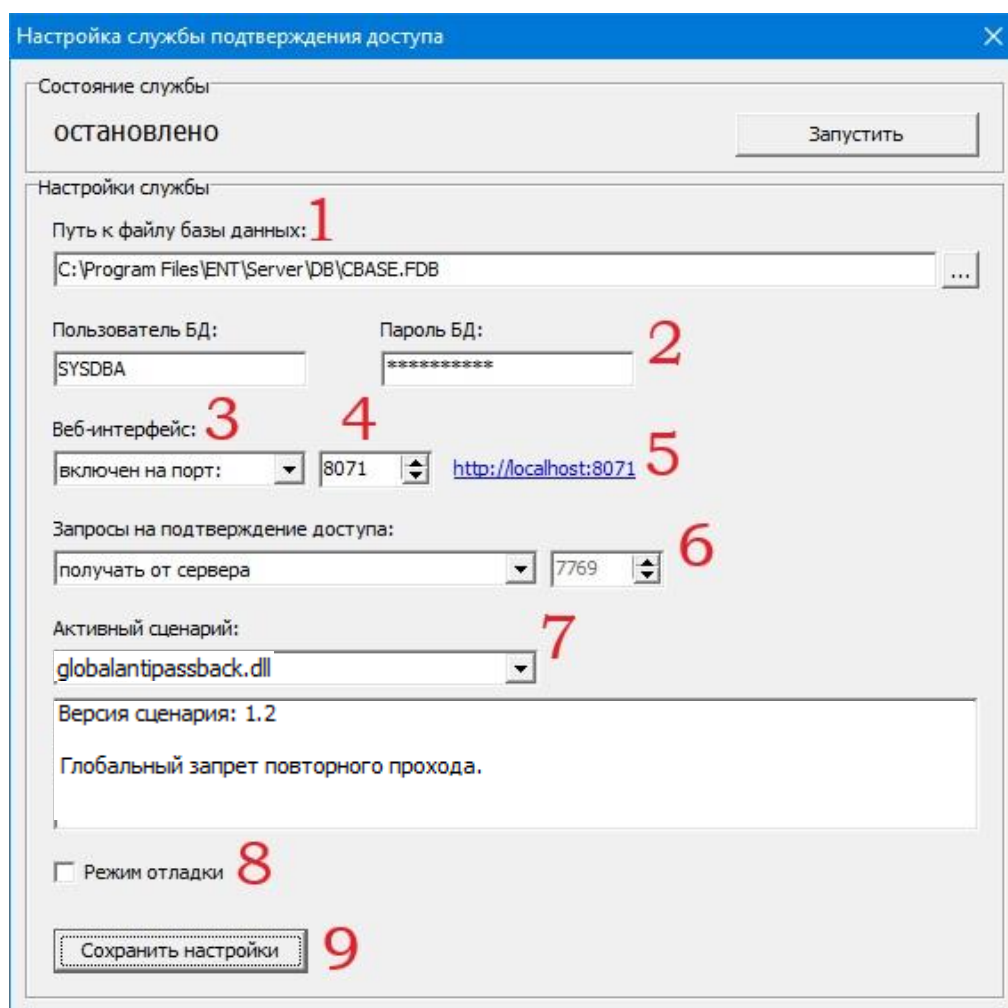 Настройка службы подтверждения доступа
Состояние службы
остановлено
Запустить
Настройки службы
Путь к файлу базы данных: 1
C:\Program Files\ENT\Server\DB\CBASE.FDB ...
Пользователь БД: Пароль БД: 2
SYSDBA **********
Веб-интерфейс: 3 4
включен на порт: 8071 http://localhost:8071 5
Запросы на подтверждение доступа: 6
получать от сервера 7769
Активный сценарий: 7
globalantipassback.dll
Версия сценария: 1.2
Глобальный запрет повторного прохода.
Режим отладки 8
Сохранить настройки 9